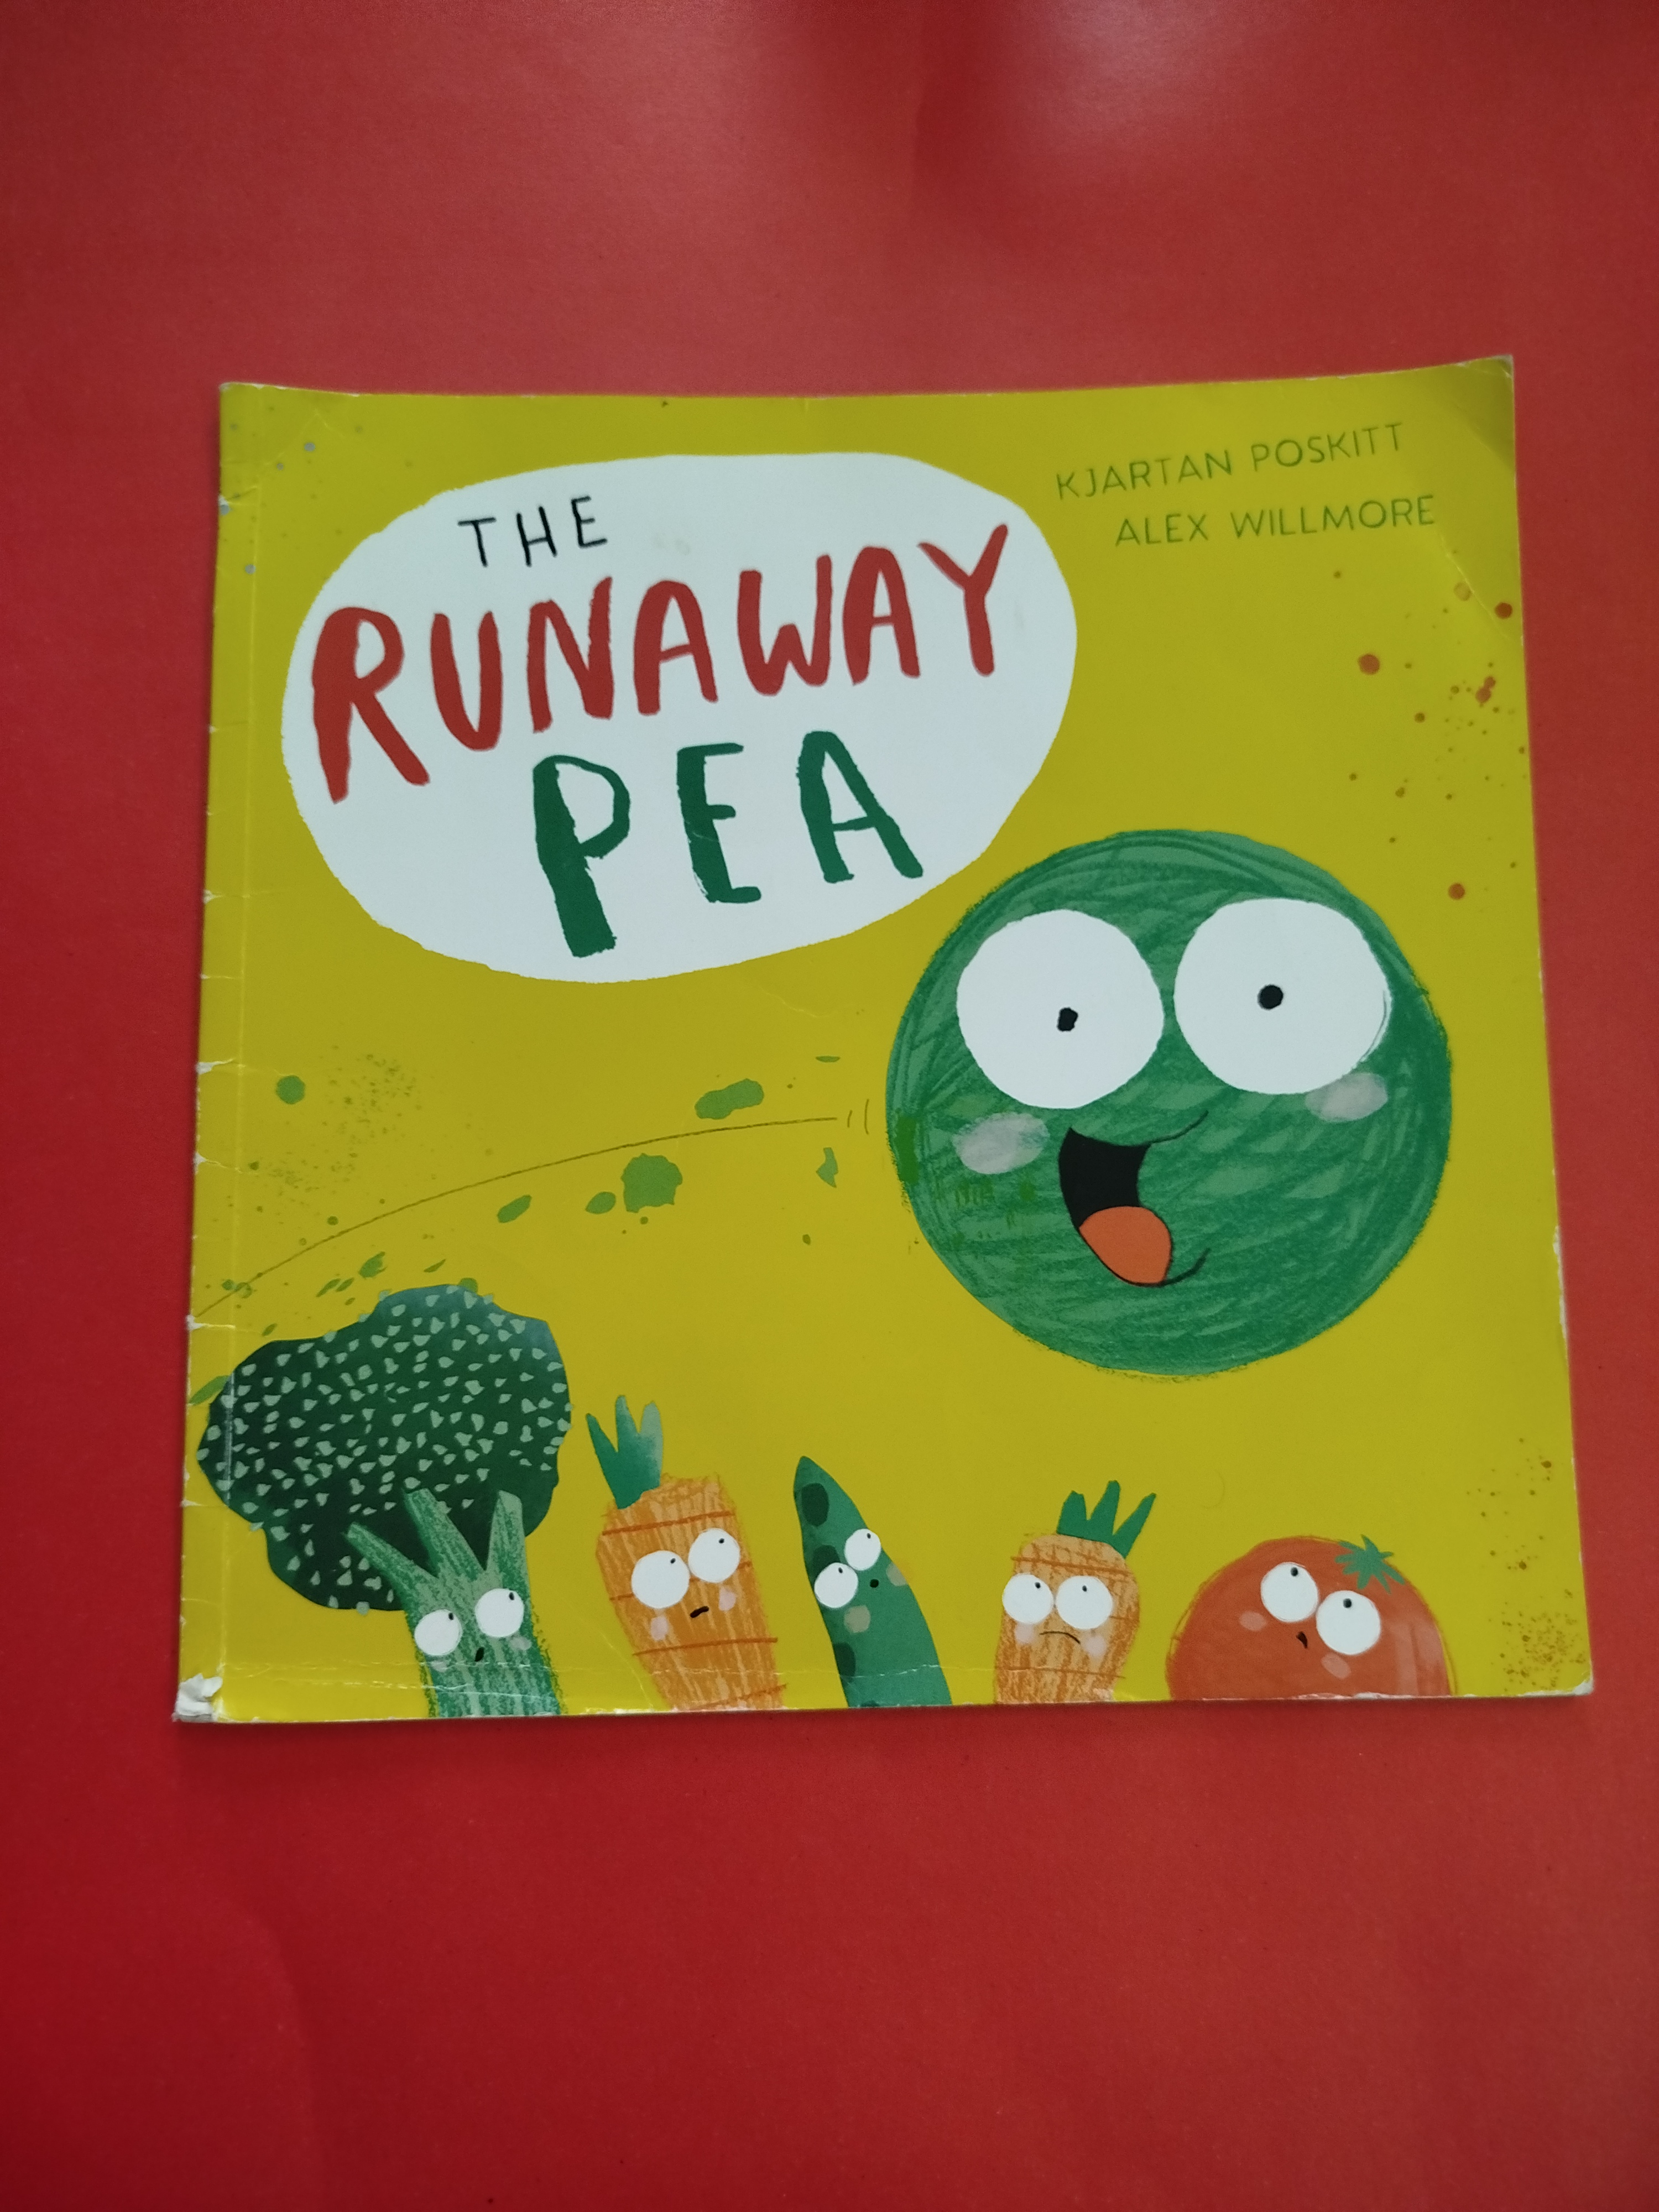 THE
RUNAWAY
PEA
KJARTAN POSKITT
ALEX WILLMORE